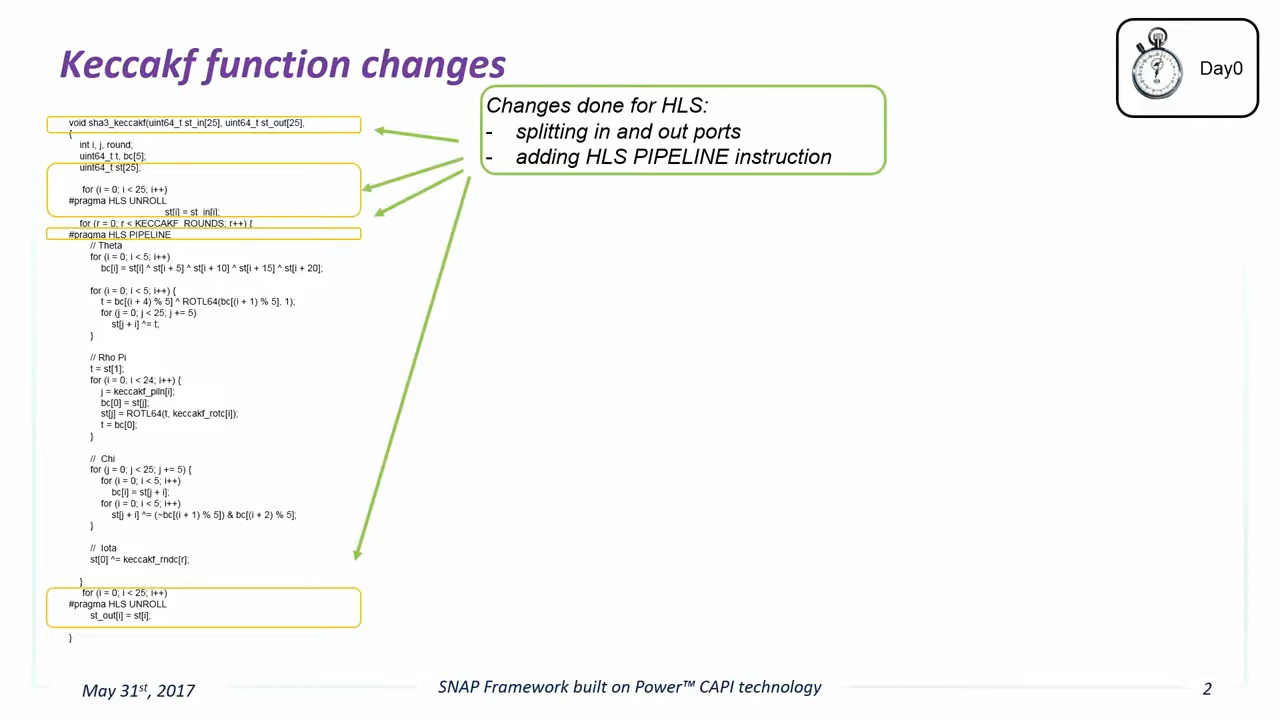 Keccakf function changes
Day0
Changes done for HLS:
- splitting in and out ports
- adding HLS PIPELINE instruction
void sha3_keccakf(uint64_t st_in[25], uint64_t st_out[25],
{
int i, j, round;
uint64_t t, bc[5];
uint64_t st[25];
for (i = 0; i < 25; i++)
#pragma HLS UNROLL
st[i] = st_in[i];
for (r = 0; r < KECCAKF_ROUNDS; r++) {
#pragma HLS PIPELINE
// Theta
for (i = 0; i < 5; i++)
bc[i] = st[i] ^ st[i + 5] ^ st[i + 10] ^ st[i + 15] ^ st[i + 20];
for (i = 0; i < 5; i++) {
t = bc[(i + 4) % 5] ^ ROTL64(bc[(i + 1) % 5], 1);
for (j = 0; j < 25; j += 5)
st[j + i] ^= t;
}
// Rho Pi
t = st[1];
for (i = 0; i < 24; i++) {
j = keccakf_piln[i];
bc[0] = st[j];
st[j] = ROTL64(t, keccakf_rotc[i]);
t = bc[0];
}
// Chi
for (j = 0; j < 25; j += 5) {
for (i = 0; i < 5; i++)
bc[i] = st[j + i];
for (i = 0; i < 5; i++)
st[j + i] ^= (~bc[(i + 1) % 5]) & bc[(i + 2) % 5];
}
// Iota
st[0] ^= keccakf_rndc[r];
}
for (i = 0; i < 25; i++)
#pragma HLS UNROLL
st_out[i] = st[i];
}
May 31st, 2017
SNAP Framework built on Power™ CAPI technology
2